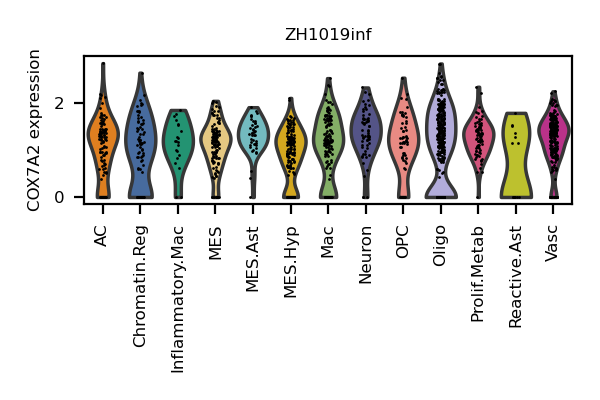 ZH1019inf
COX7A2 expression
2
0
AC
Chromatin.Reg
Inflammatory.Mac
MES
MES.Ast
MES.Hyp
Mac
Neuron
OPC
Oligo
Prolif.Metab
Reactive.Ast
Vasc